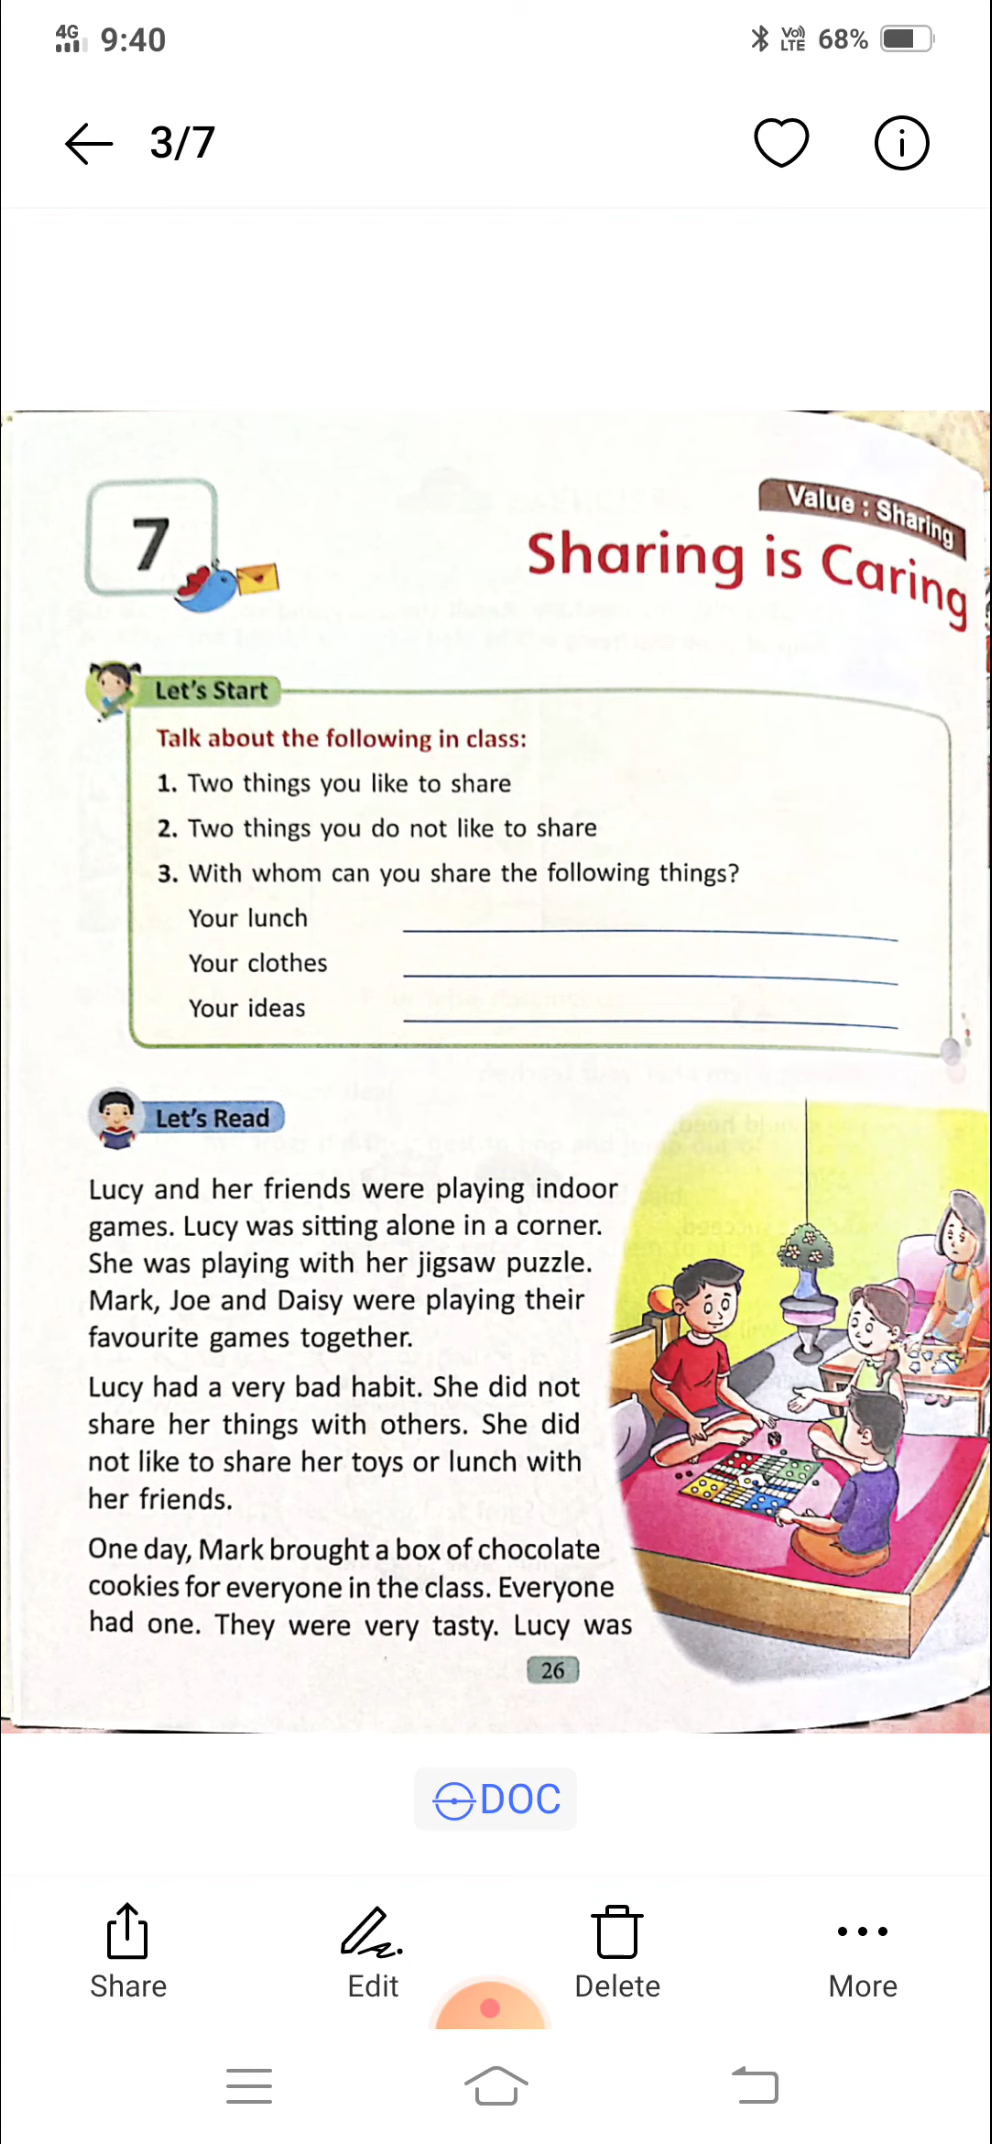 4G 9:40 Vo) LTE 68%
3/7
7
Value : Sharing
Sharing is Caring
Let's Start
Talk about the following in class:
1. Two things you like to share
2. Two things you do not like to share
3. With whom can you share the following things?
Your lunch
Your clothes
Your ideas
Let's Read
Lucy and her friends were playing indoor
games. Lucy was sitting alone in a corner.
She was playing with her jigsaw puzzle.
Mark, Joe and Daisy were playing their
favourite games together.
Lucy had a very bad habit. She did not
share her things with others. She did
not like to share her toys or lunch with
her friends.
One day, Mark brought a box of chocolate
cookies for everyone in the class. Everyone
had one. They were very tasty. Lucy was
26
DOC
Share Edit Delete More